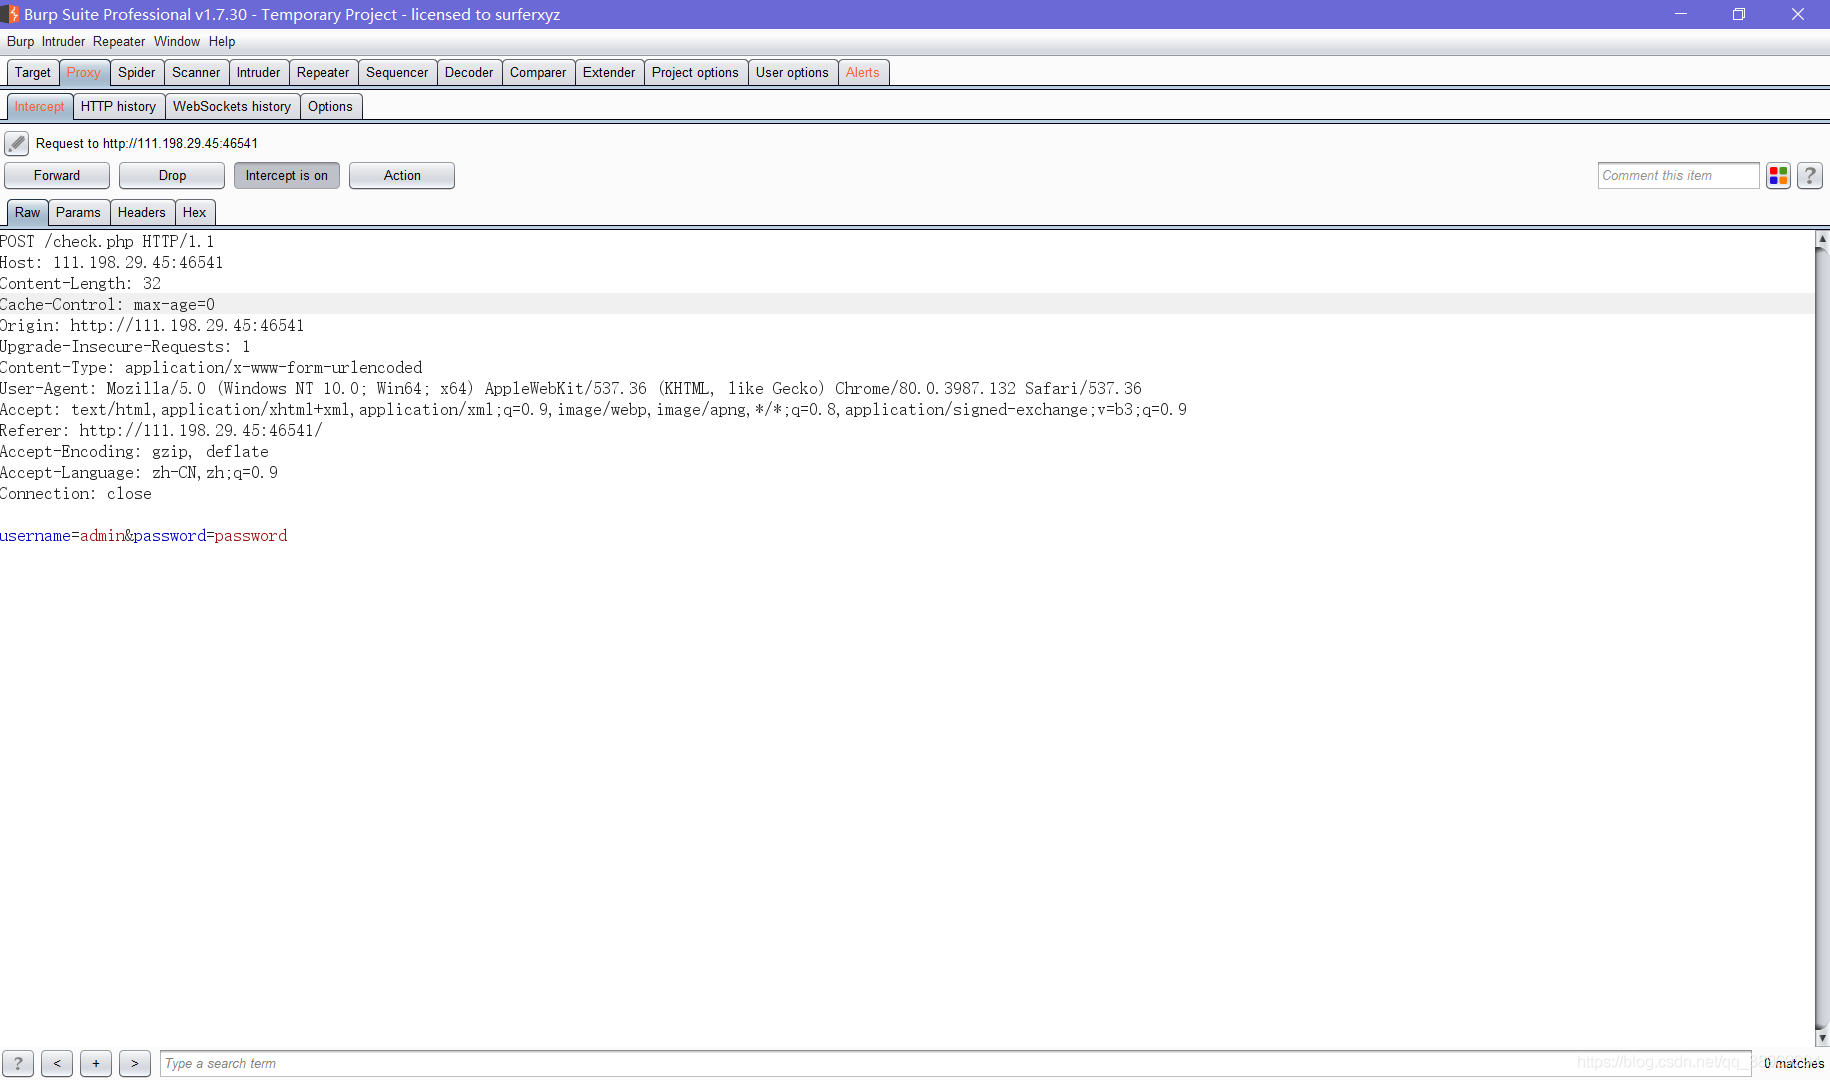 Burp Suite Professional v1.7.30 - Temporary Project - licensed to surferxyz
Burp Intruder Repeater Window Help
Target Proxy Spider Scanner Intruder Repeater Sequencer Decoder Comparer Extender Project options User options Alerts
Intercept HTTP history WebSockets history Options
Request to http://111.198.29.45:46541
Forward Drop Intercept is on Action Comment this item ?
Raw Params Headers Hex
POST /check.php HTTP/1.1
Host: 111.198.29.45:46541
Content-Length: 32
Cache-Control: max-age=0
Origin: http://111.198.29.45:46541
Upgrade-Insecure-Requests: 1
Content-Type: application/x-www-form-urlencoded
User-Agent: Mozilla/5.0 (Windows NT 10.0; Win64; x64) AppleWebKit/537.36 (KHTML, like Gecko) Chrome/80.0.3987.132 Safari/537.36
Accept: text/html,application/xhtml+xml,application/xml;q=0.9,image/webp,image/apng,*/*;q=0.8,application/signed-exchange;v=b3;q=0.9
Referer: http://111.198.29.45:46541/
Accept-Encoding: gzip, deflate
Accept-Language: zh-CN,zh;q=0.9
Connection: close
username=admin&password=password
? < + > Type a search term 0 matches